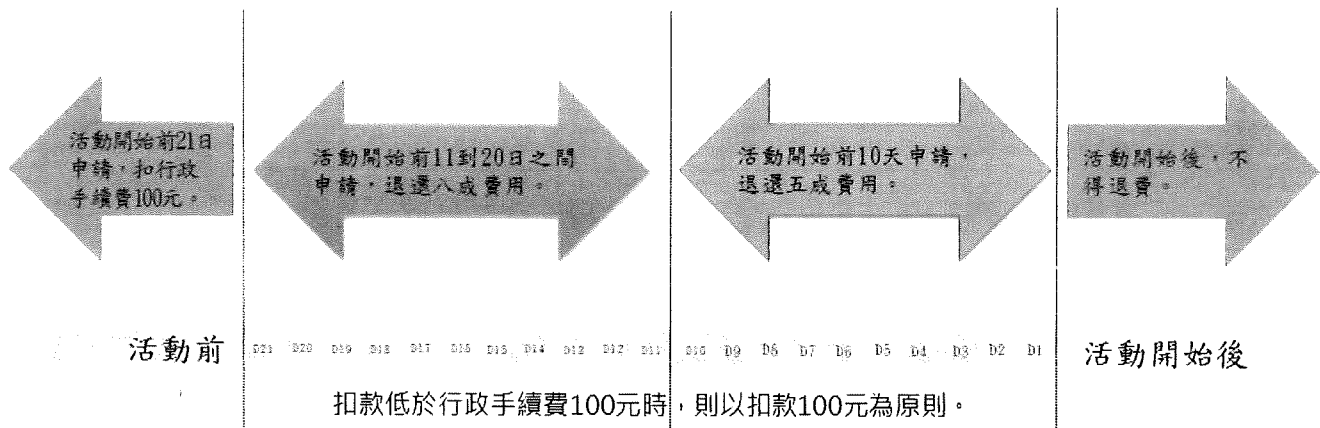 活動開始前21日
申請，扣行政
手續費100元。
活動開始前11到20日之間
申請，退還八成費用。
活動開始前10天申請，
退還五成費用。
活動開始後，不
得退費。
活動前
D21 D20 D19 D18 D17 D16 D15 D14 D12 D12 D11 D10 D9 D8 D7 D6 D5 D4 D3 D2 D1
活動開始後
扣款低於行政手續費100元時，則以扣款100元為原則。